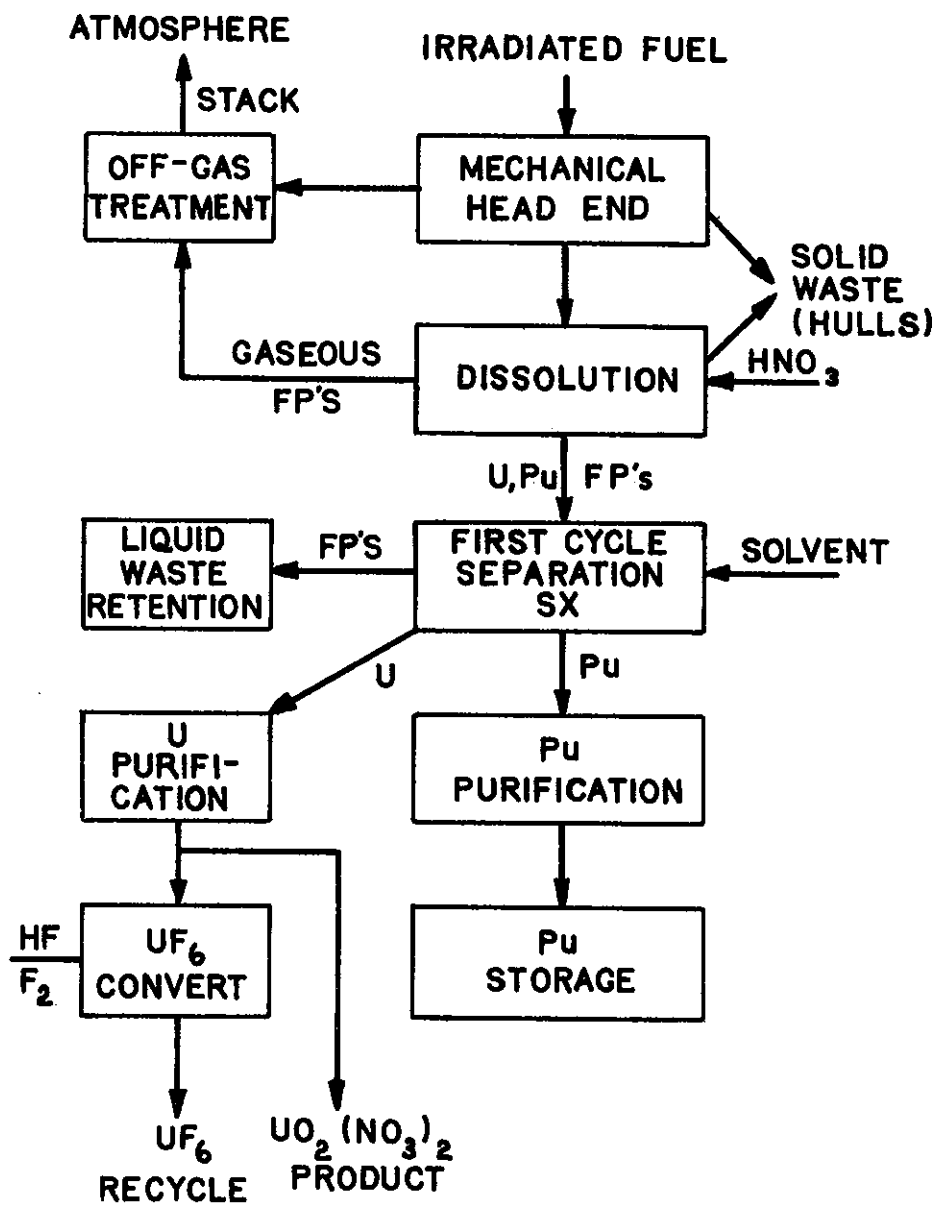 ATMOSPHERE
IRRADIATED FUEL
STACK
OFF-GAS
TREATMENT
MECHANICAL
HEAD END
SOLID
WASTE
(HULLS)
GASEOUS
FP'S
DISSOLUTION
HNO₃
U,Pu FP's
LIQUID
WASTE
RETENTION
FP'S
FIRST CYCLE
SEPARATION
SX
SOLVENT
U
Pu
U
PURIFI-
CATION
Pu
PURIFICATION
HF
F₂
UF₆
CONVERT
Pu
STORAGE
UF₆
RECYCLE
UO₂(NO₃)₂
PRODUCT